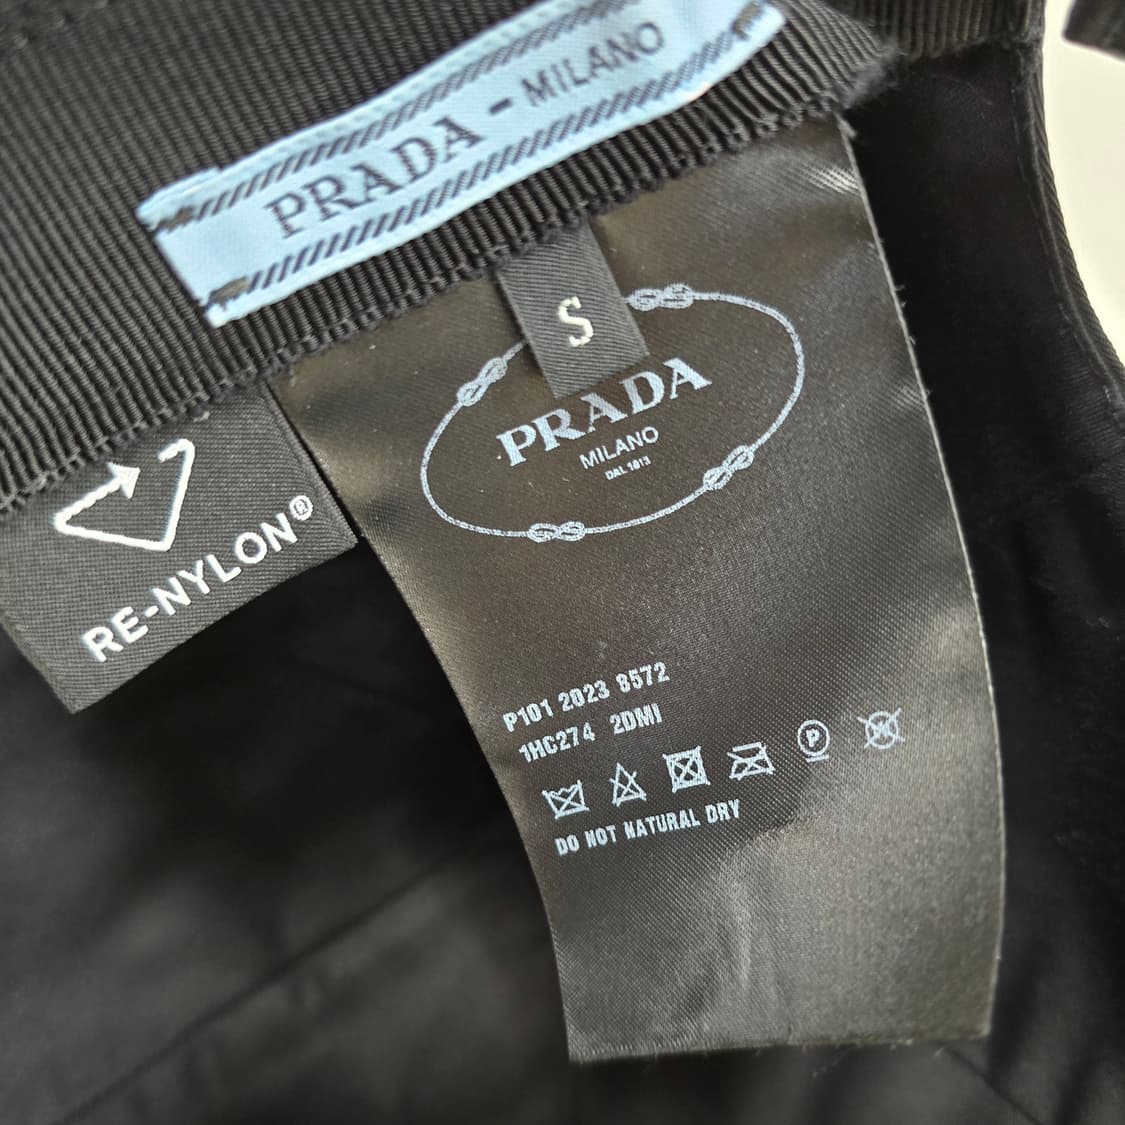 PRADA - MILANO
S
PRADA
MILANO
DAL 1913
RE-NYLON®
P101 2023 8572
1HC274 2DMI
P
W
DO NOT NATURAL DRY